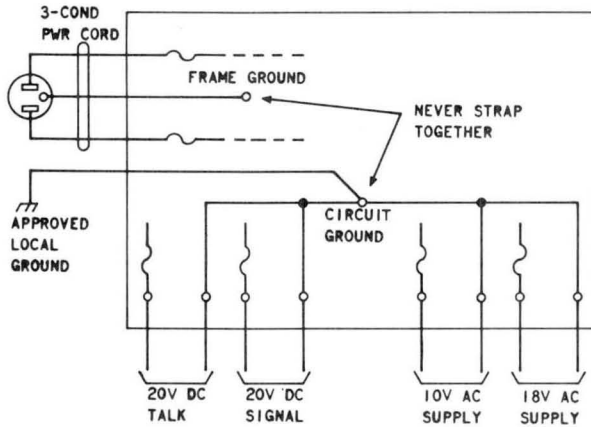 3-COND
PWR CORD
FRAME GROUND
NEVER STRAP
TOGETHER
APPROVED
LOCAL
GROUND
CIRCUIT
GROUND
20V DC
TALK
20V DC
SIGNAL
10V AC
SUPPLY
18V AC
SUPPLY